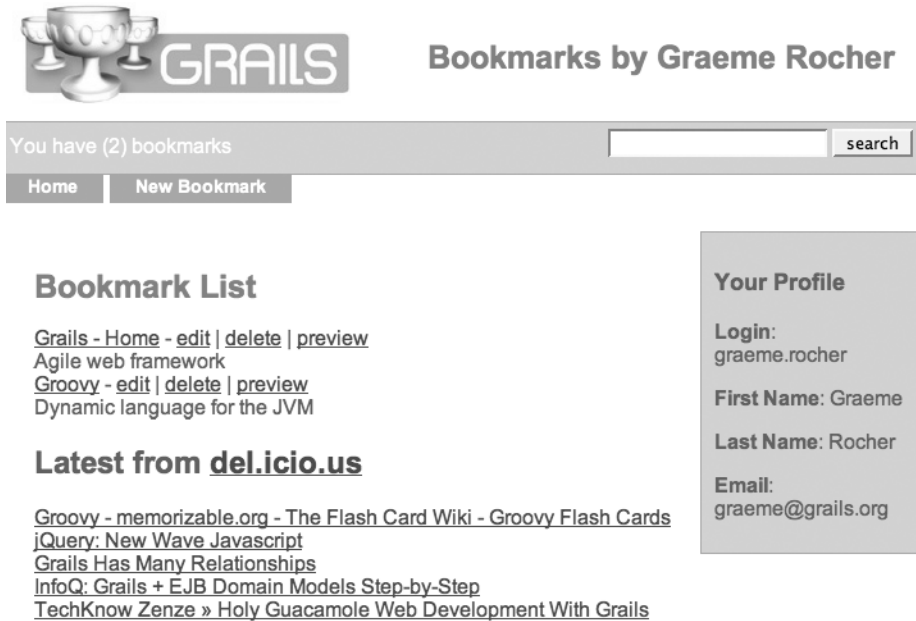 GRAILS
Bookmarks by Graeme Rocher
You have (2) bookmarks
search
Home
New Bookmark
Bookmark List
Grails - Home - edit | delete | preview
Agile web framework
Groovy - edit | delete | preview
Dynamic language for the JVM
Latest from del.icio.us
Groovy - memorizable.org - The Flash Card Wiki - Groovy Flash Cards
jQuery: New Wave Javascript
Grails Has Many Relationships
InfoQ: Grails + EJB Domain Models Step-by-Step
TechKnow Zenze » Holy Guacamole Web Development With Grails
Your Profile
Login:
graeme.rocher
First Name: Graeme
Last Name: Rocher
Email:
graeme@grails.org